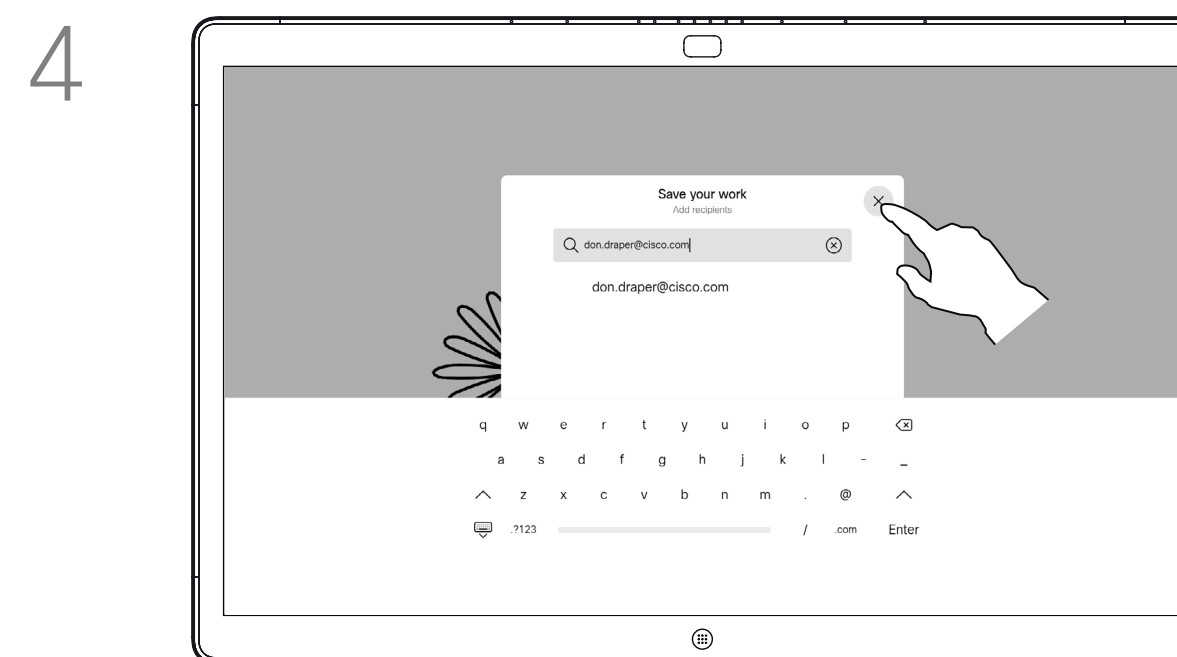 4
Save your work
Add recipients
don.draper@cisco.com
don.draper@cisco.com
q w e r t y u i o p
a s d f g h j k l - _
z x c v b n m . @
.?123 / .com Enter